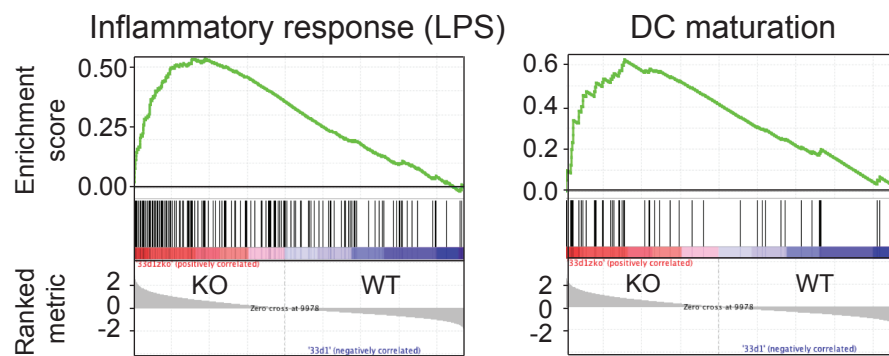 Inflammatory response (LPS)
DC maturation
Enrichment
score
0.50
0.25
0.00
0.6
0.4
0.2
0.0
'33d1zko' (positively correlated)
'33d1zko' (positively correlated)
Ranked
metric
2
0
-2
KO
WT
Zero cross at 9978
'33d1' (negatively correlated)
2
0
-2
KO
WT
Zero cross at 9978
'33d1' (negatively correlated)